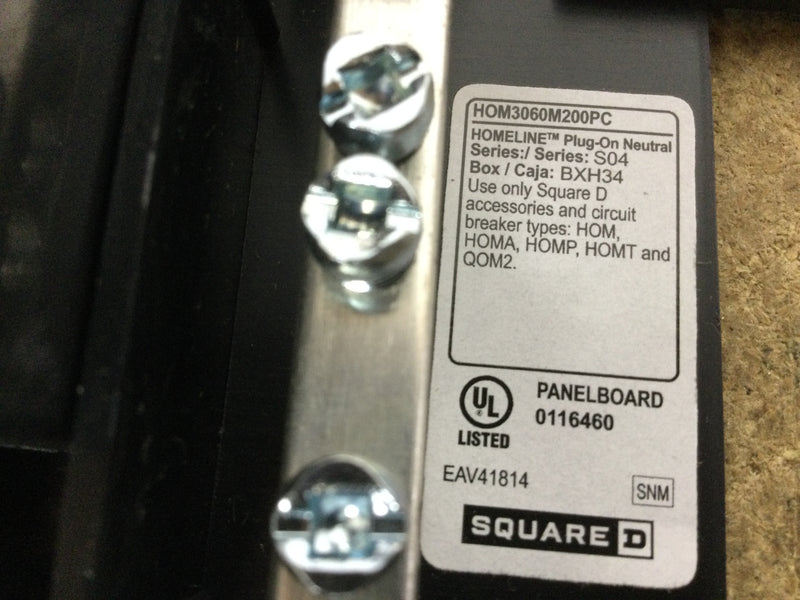 HOM3060M200PC
HOMELINE™ Plug-On Neutral
Series:/ Series: S04
Box / Caja: BXH34
Use only Square D
accessories and circuit
breaker types: HOM,
HOMA, HOMP, HOMT and
QOM2.
UL
®
LISTED
PANELBOARD
0116460
EAV41814
SNM
SQUARE D